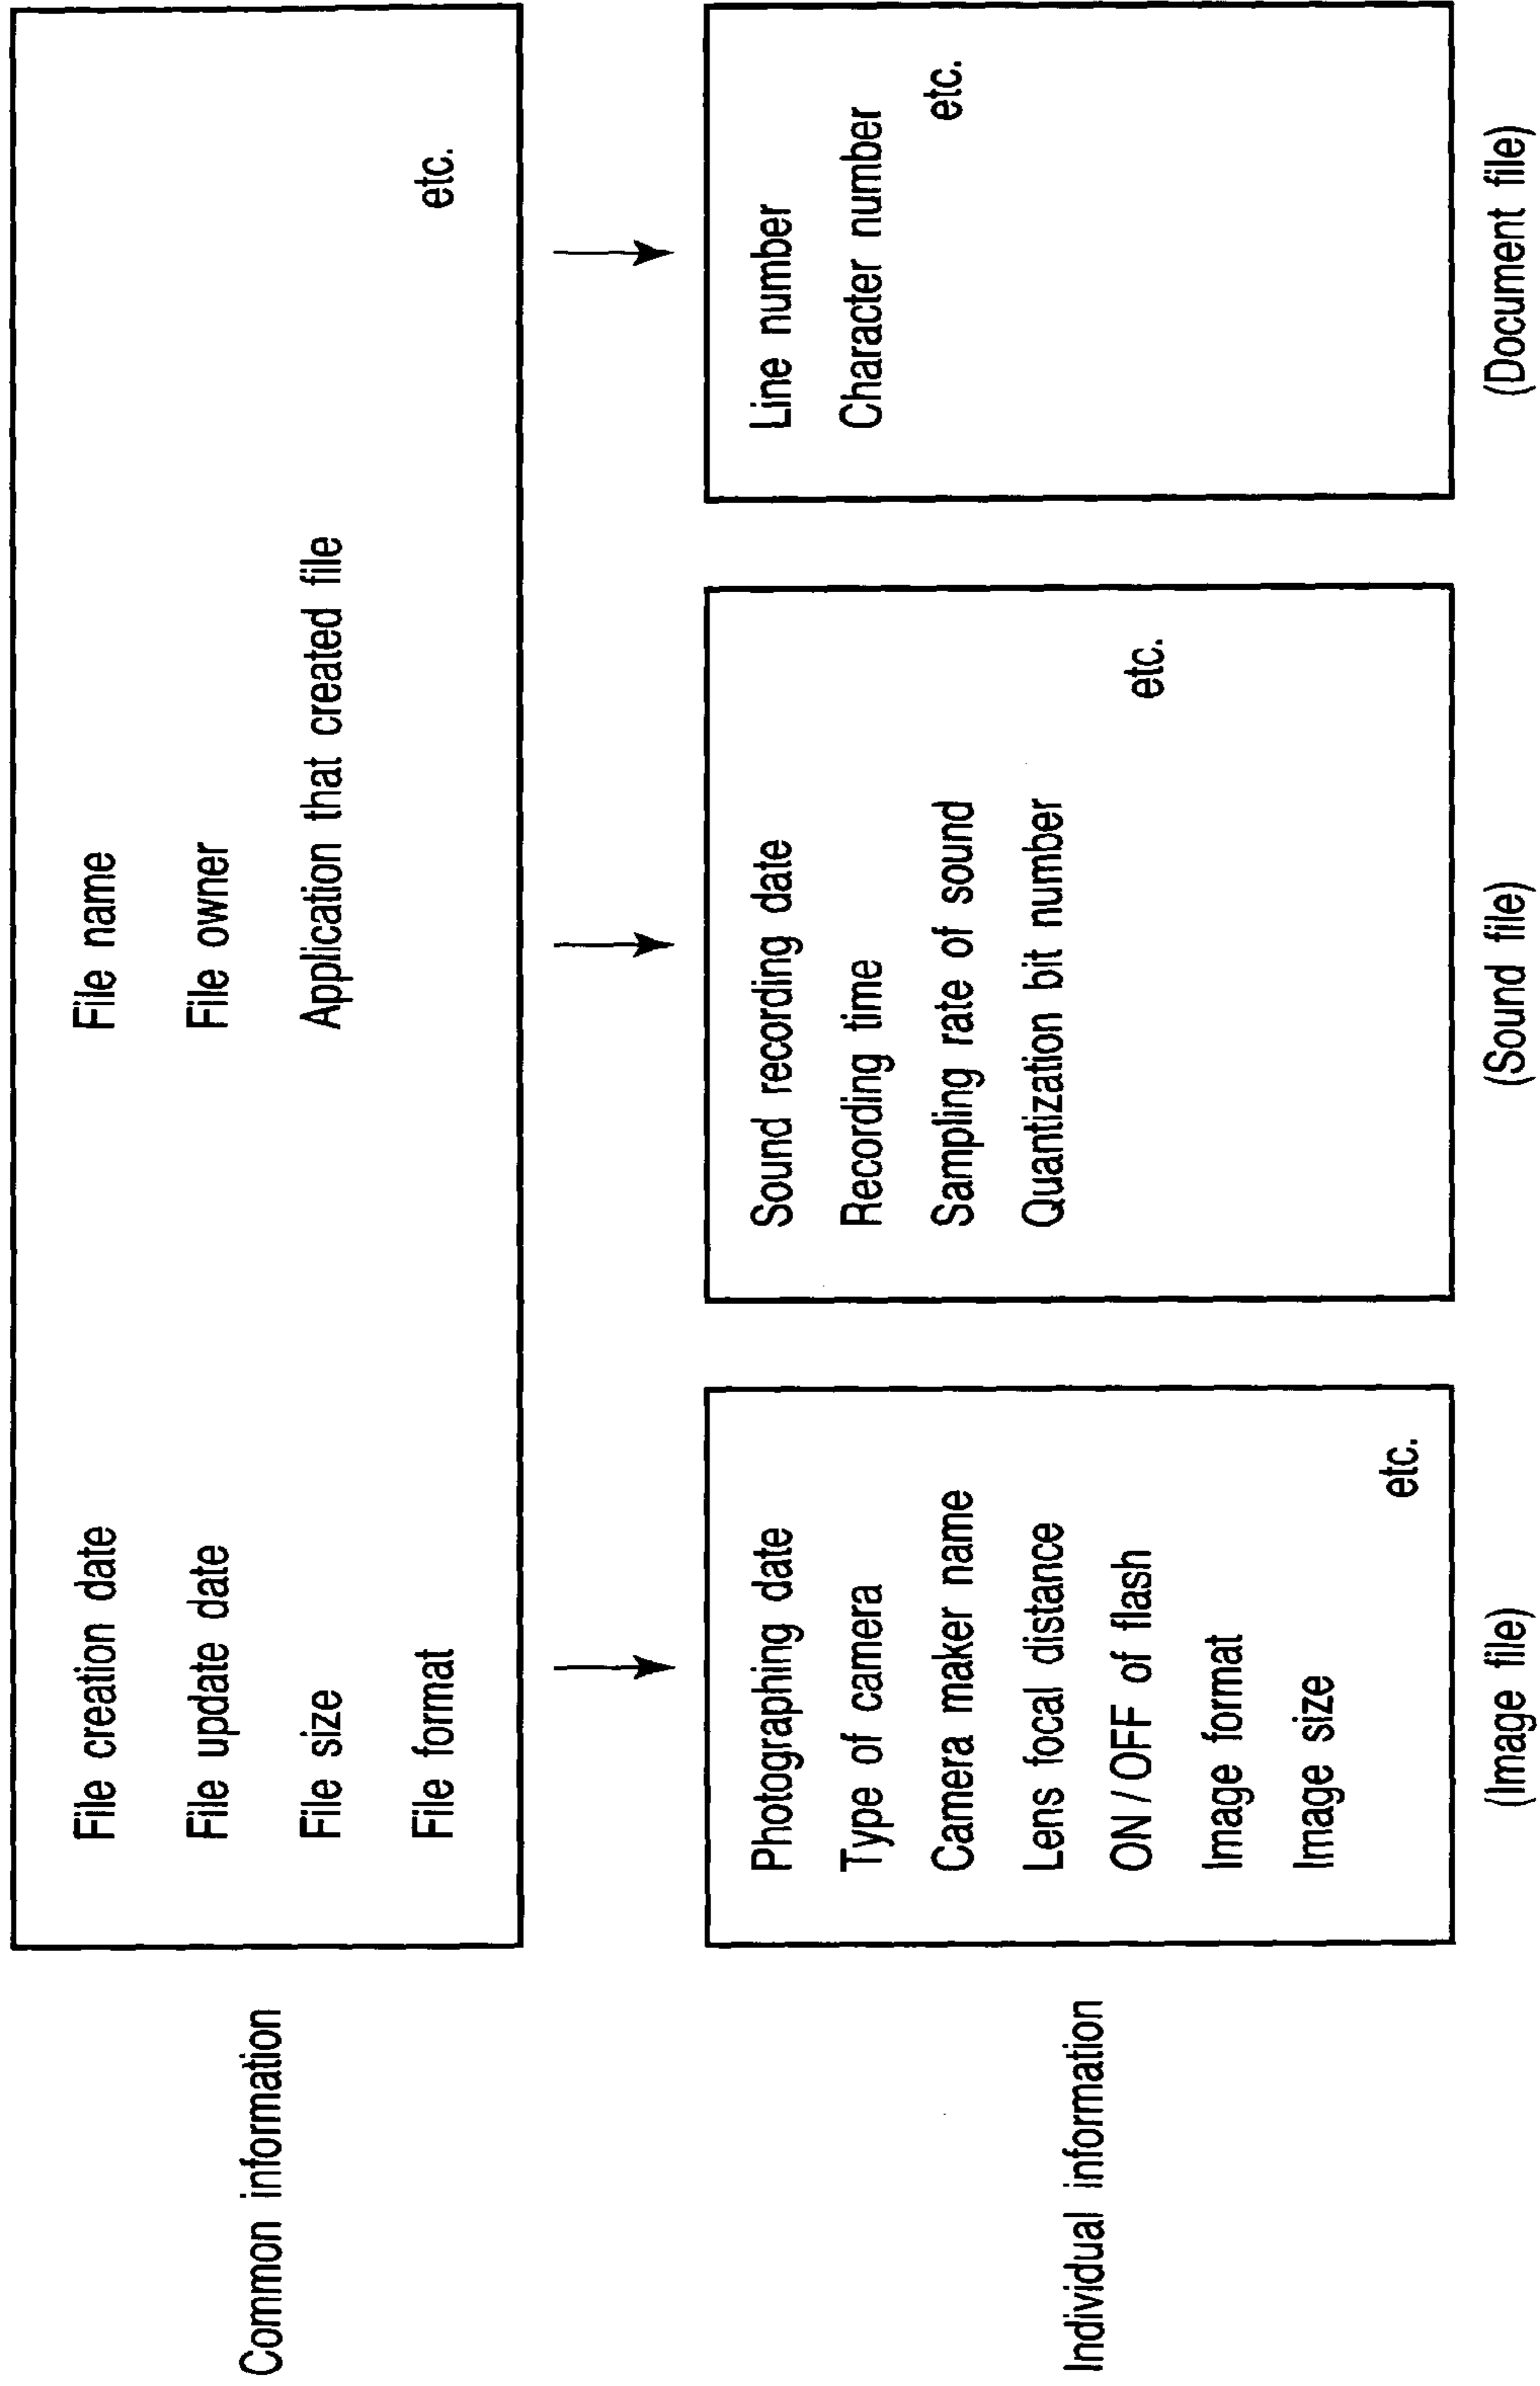 Common information
File creation date
File update date
File size
File format
File name
File owner
Application that created file
etc.
Individual information
Photographing date
Type of camera
Camera maker name
Lens focal distance
ON / OFF of flash
Image format
Image size
etc.
(Image file)
Sound recording date
Recording time
Sampling rate of sound
Quantization bit number
etc.
(Sound file)
Line number
Character number
etc.
(Document file)